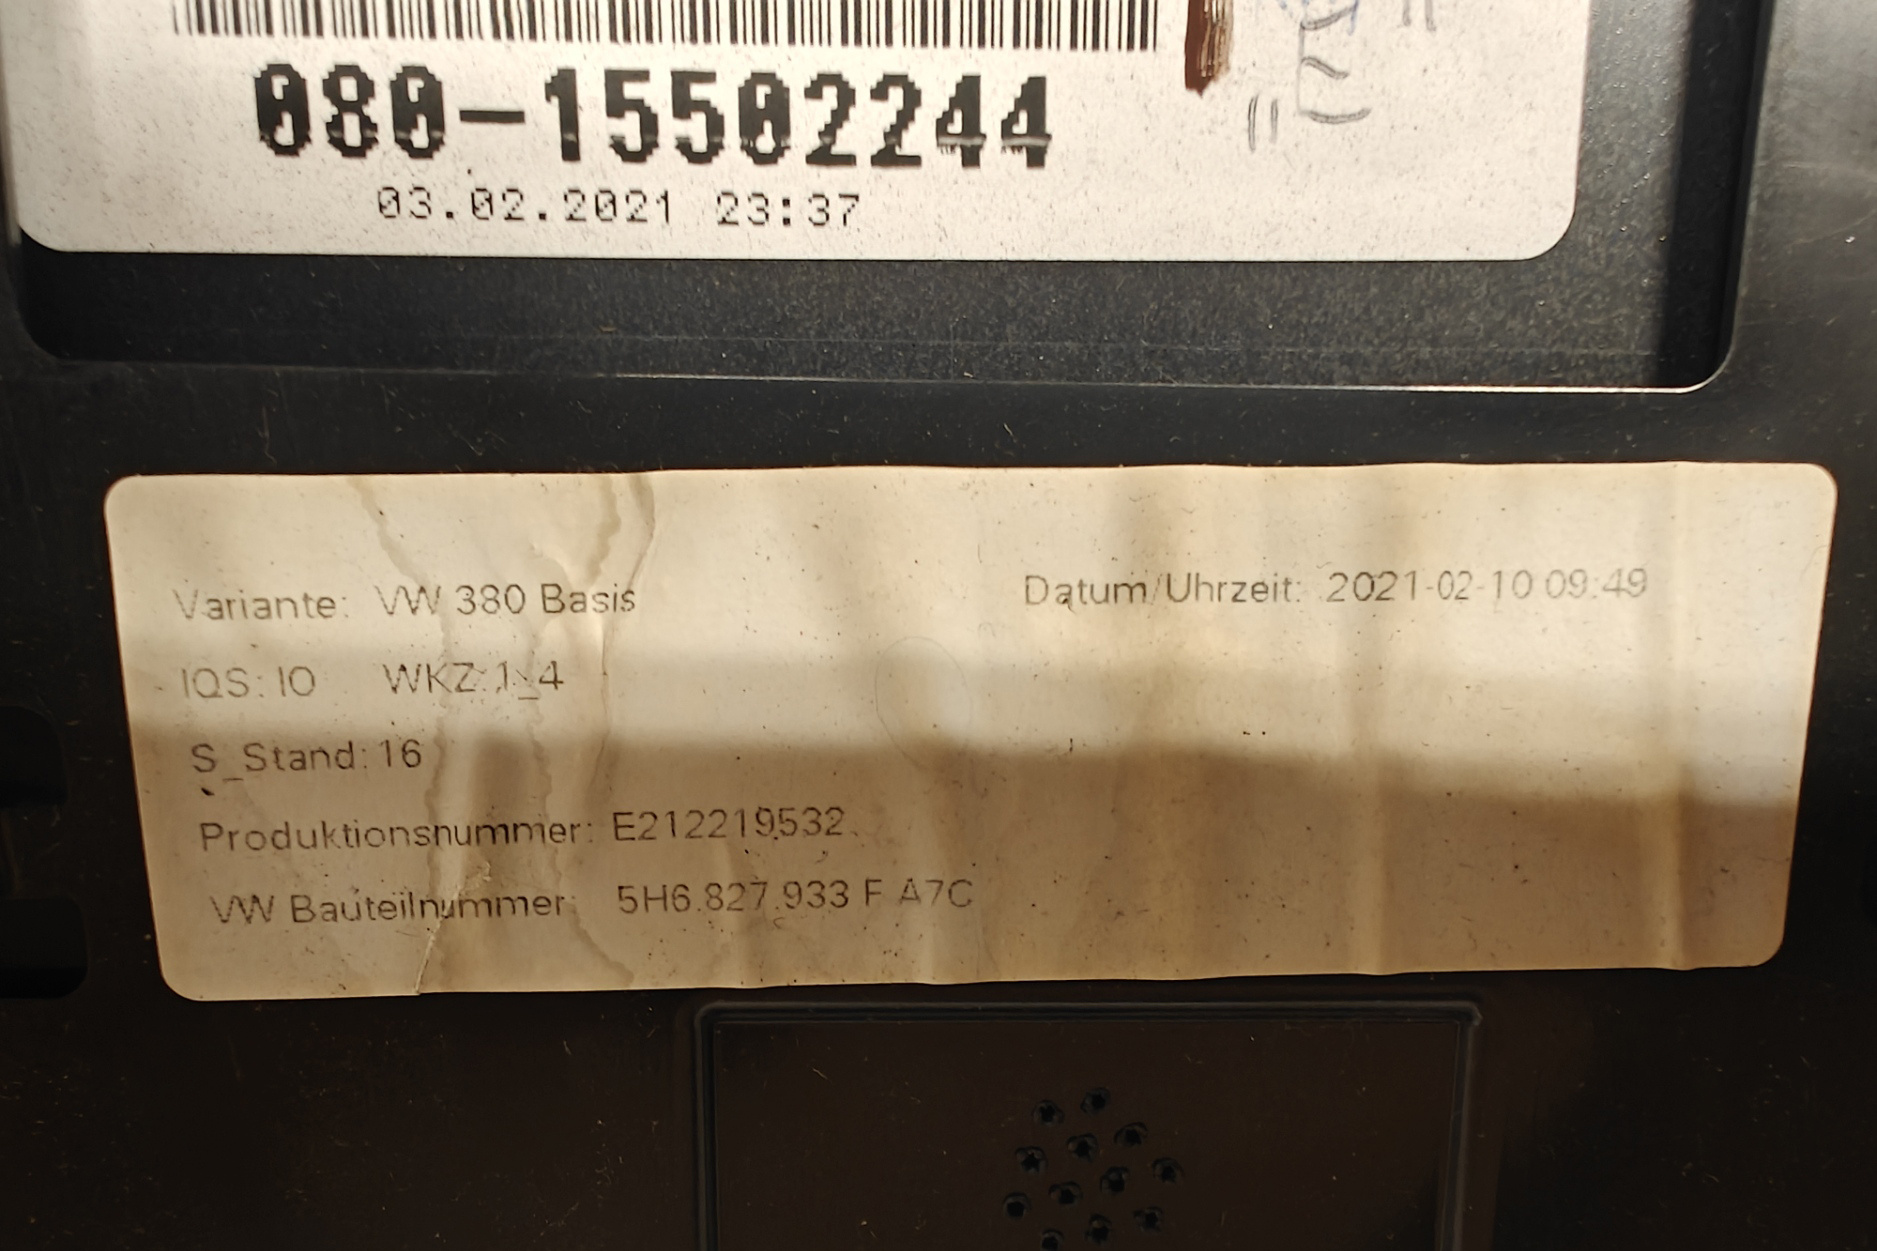 080-15502244
03.02.2021 23:37
Variante: VW 380 Basis
Datum/Uhrzeit: 2021-02-10 09:49
IQS: IO WKZ:1_4
S_Stand: 16
Produktionsnummer: E212219532
VW Bauteilnummer: 5H6.827.933 F A7C